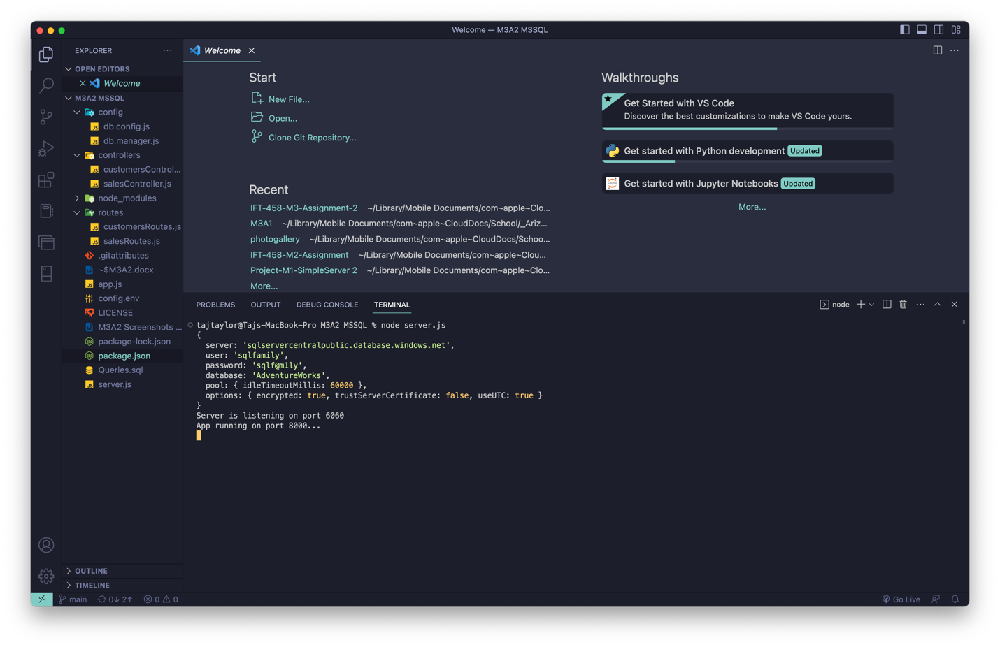 Welcome — M3A2 MSSQL
EXPLORER
OPEN EDITORS
Welcome
M3A2 MSSQL
config
db.config.js
db.manager.js
controllers
customersControl...
salesController.js
node_modules
routes
customersRoutes.js
salesRoutes.js
.gitattributes
~$M3A2.docx
app.js
config.env
LICENSE
M3A2 Screenshots ...
package-lock.json
package.json
Queries.sql
server.js
OUTLINE
TIMELINE
Welcome
Start
New File...
Open...
Clone Git Repository...
Recent
IFT-458-M3-Assignment-2 ~/Library/Mobile Documents/com~apple~Clo...
M3A1 ~/Library/Mobile Documents/com~apple~CloudDocs/School/_Ariz...
photogallery ~/Library/Mobile Documents/com~apple~CloudDocs/Schoo...
IFT-458-M2-Assignment ~/Library/Mobile Documents/com~apple~Clou...
Project-M1-SimpleServer 2 ~/Library/Mobile Documents/com~apple~Clo...
More...
Walkthroughs
Get Started with VS Code
Discover the best customizations to make VS Code yours.
Get started with Python development Updated
Get started with Jupyter Notebooks Updated
More...
PROBLEMS OUTPUT DEBUG CONSOLE TERMINAL
node
tajtaylor@Tajs-MacBook-Pro M3A2 MSSQL % node server.js
{
server: 'sqlservercentralpublic.database.windows.net',
user: 'sqlfamily',
password: 'sqlf@m1ly',
database: 'AdventureWorks',
pool: { idleTimeoutMillis: 60000 },
options: { encrypted: true, trustServerCertificate: false, useUTC: true }
}
Server is listening on port 6060
App running on port 8000...
main 0↓ 2↑ 0 0
Go Live